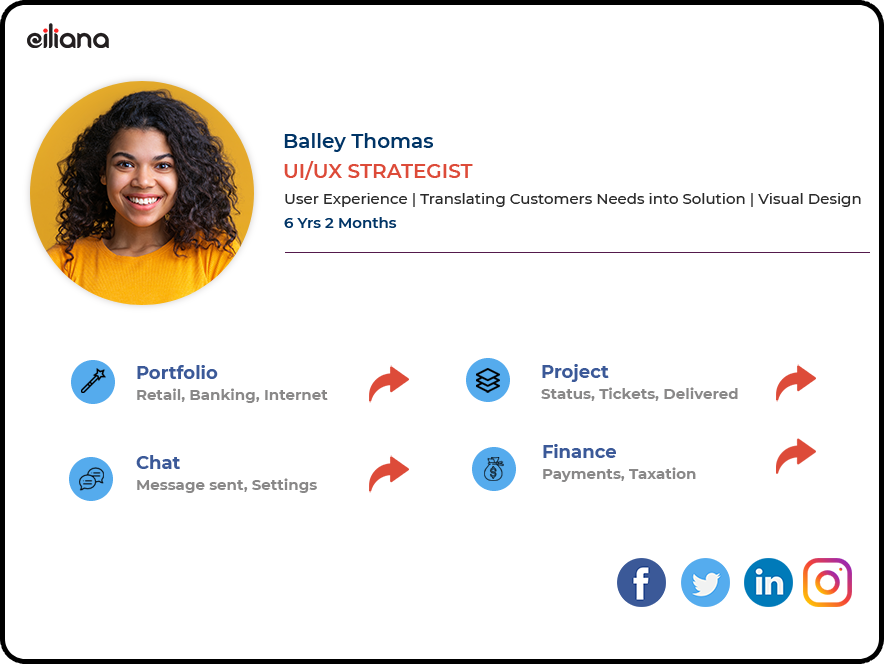 eiliana
Balley Thomas
UI/UX STRATEGIST
User Experience | Translating Customers Needs into Solution | Visual Design
6 Yrs 2 Months
Portfolio
Retail, Banking, Internet
Project
Status, Tickets, Delivered
Chat
Message sent, Settings
Finance
Payments, Taxation